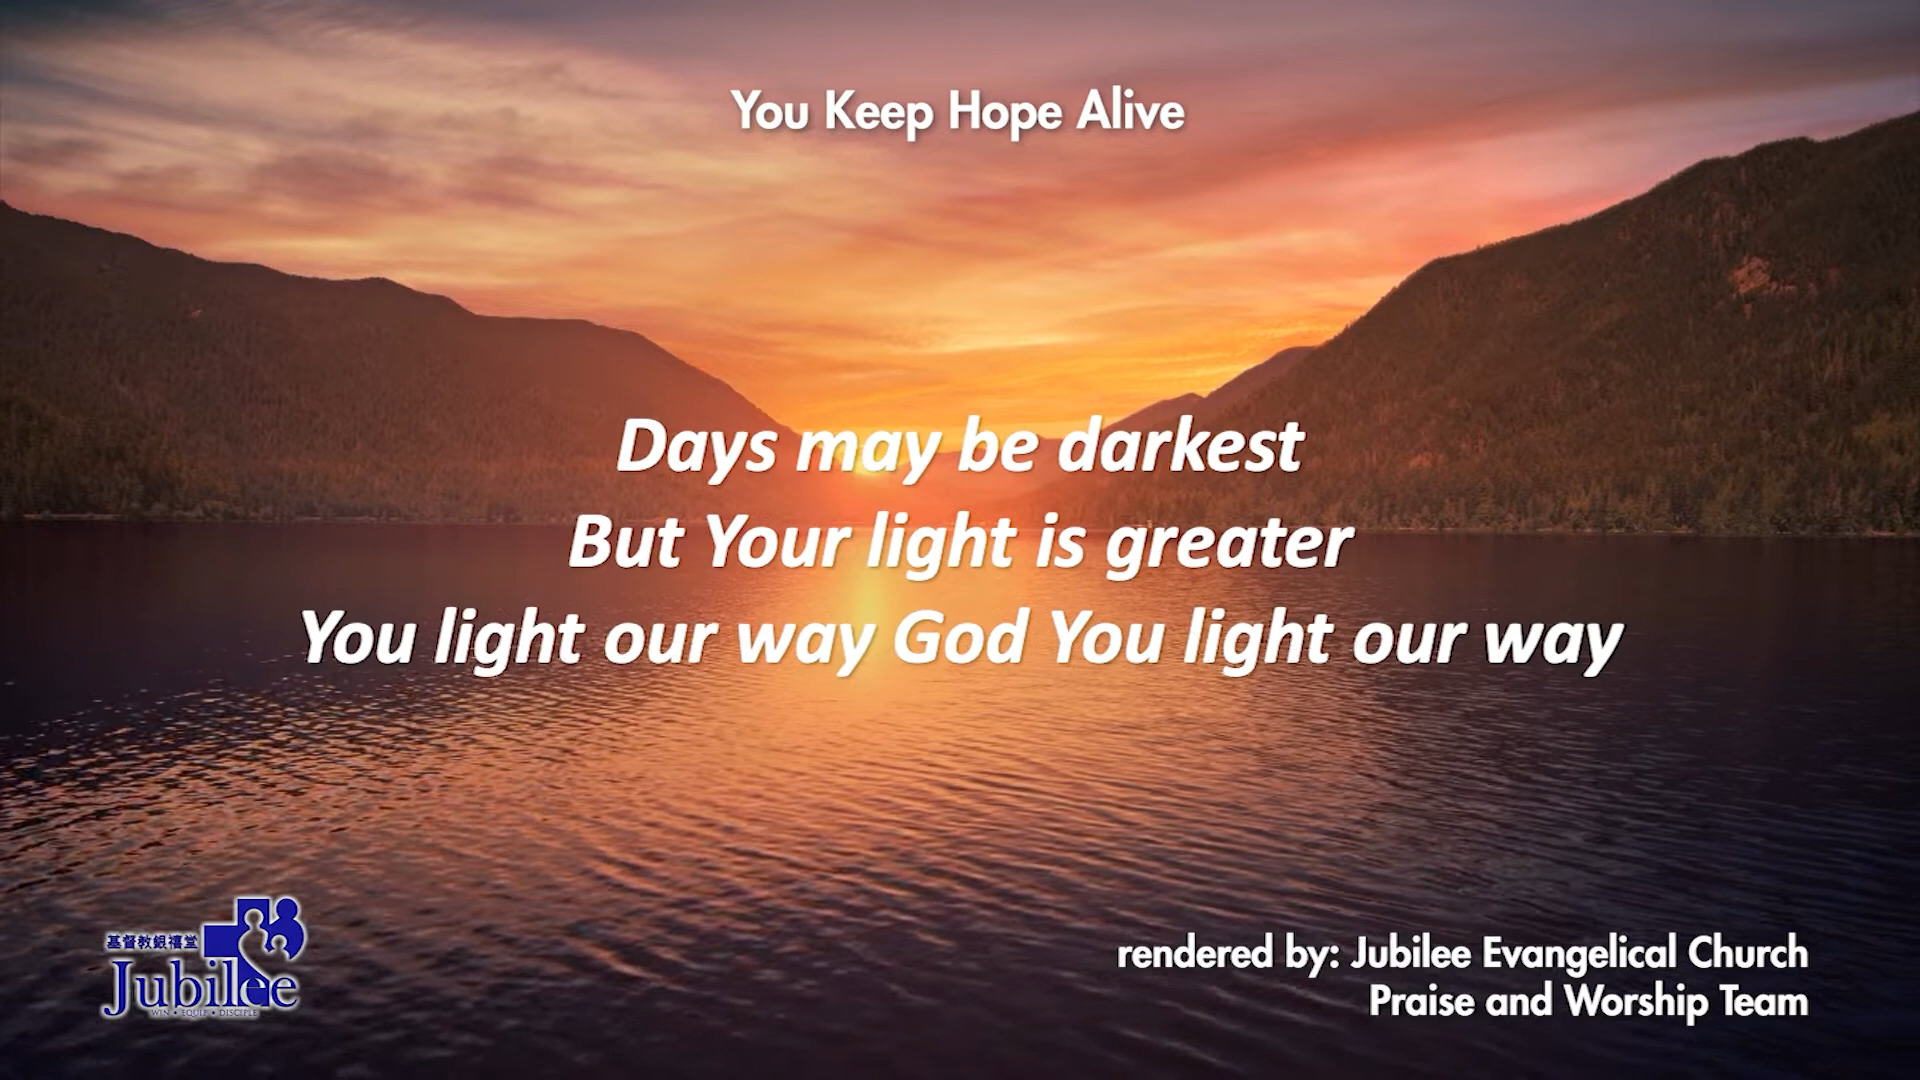 You Keep Hope Alive
Days may be darkest
But Your light is greater
You light our way God You light our way
基督教銀禧堂
Jubilee
WIN • EQUIP • DISCIPLE
rendered by: Jubilee Evangelical Church
Praise and Worship Team